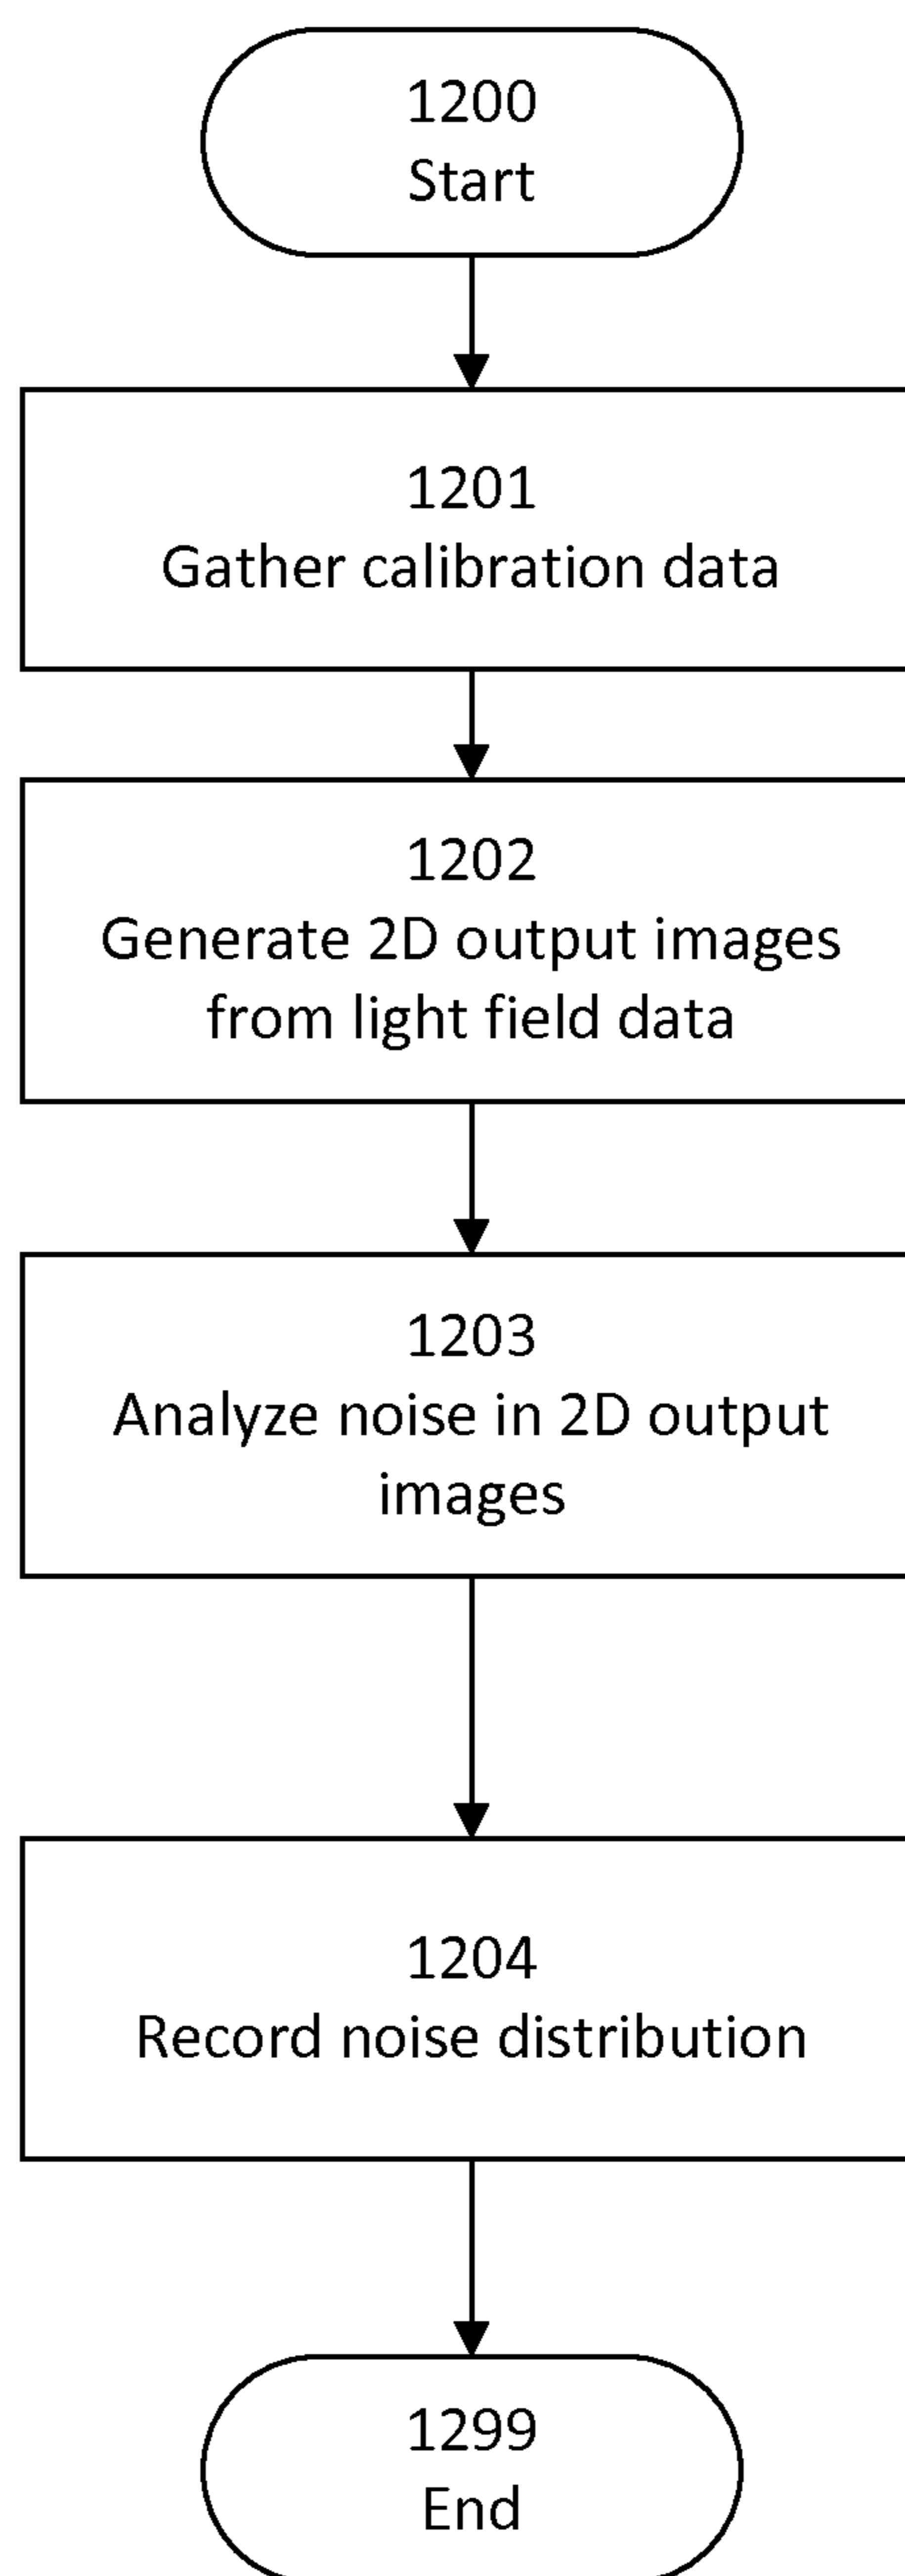 1200
Start
1201
Gather calibration data
1202
Generate 2D output images
from light field data
1203
Analyze noise in 2D output
images
1204
Record noise distribution
1299
End